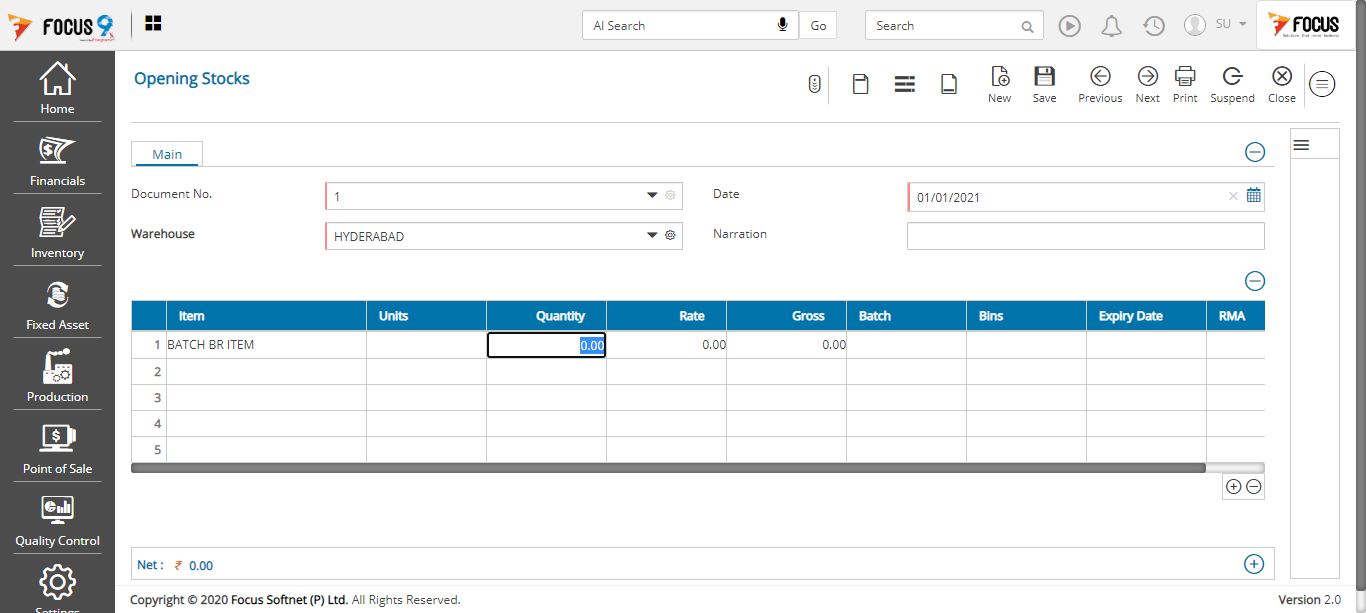 FOCUS 9
AI Search
Go
Search
SU
FOCUS
Opening Stocks
New
Save
Previous
Next
Print
Suspend
Close
Home
Financials
Inventory
Fixed Asset
Production
Point of Sale
Quality Control
Settings
Main
Document No.
1
Date
01/01/2021
Warehouse
HYDERABAD
Narration
Item Units Quantity Rate Gross Batch Bins Expiry Date RMA
1 BATCH BR ITEM 0.00 0.00 0.00
2
3
4
5
Net : ₹ 0.00
Copyright © 2020 Focus Softnet (P) Ltd. All Rights Reserved.
Version 2.0